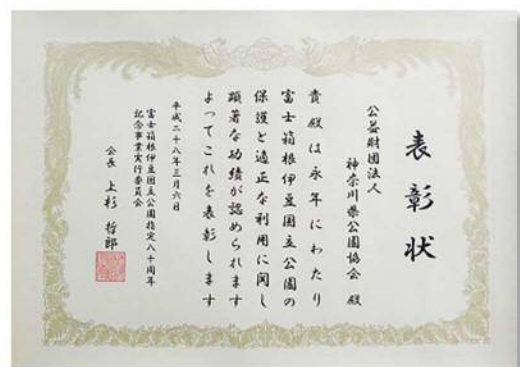 表彰状
公益財団法人
神奈川県公園協会 殿
貴殿は永年にわたり
富士箱根伊豆国立公園の
保護と適正な利用に関し
顕著な功績が認められます
よってこれを表彰します
平成二十八年三月六日
富士箱根伊豆国立公園指定八十周年
記念事業実行委員会
会長 上杉 哲郎